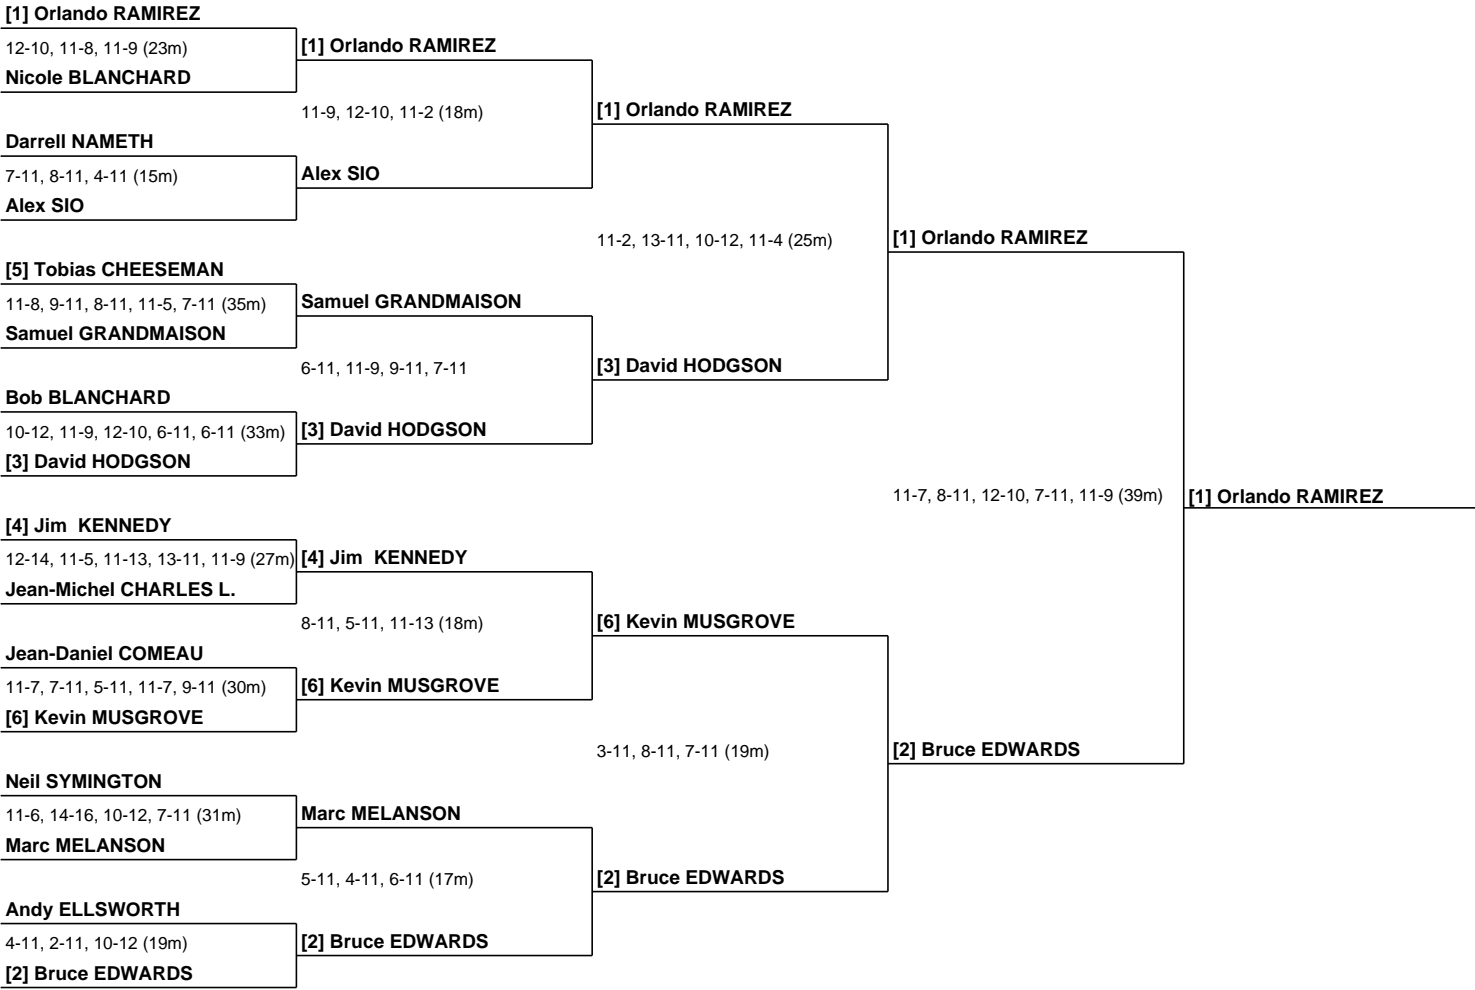 [1] Orlando RAMIREZ
12-10, 11-8, 11-9 (23m)
Nicole BLANCHARD
Darrell NAMETH
7-11, 8-11, 4-11 (15m)
Alex SIO
[5] Tobias CHEESEMAN
11-8, 9-11, 8-11, 11-5, 7-11 (35m)
Samuel GRANDMAISON
Bob BLANCHARD
10-12, 11-9, 12-10, 6-11, 6-11 (33m)
[3] David HODGSON
[4] Jim  KENNEDY
12-14, 11-5, 11-13, 13-11, 11-9 (27m)
Jean-Michel CHARLES L.
Jean-Daniel COMEAU
11-7, 7-11, 5-11, 11-7, 9-11 (30m)
[6] Kevin MUSGROVE
Neil SYMINGTON
11-6, 14-16, 10-12, 7-11 (31m)
Marc MELANSON
Andy ELLSWORTH
4-11, 2-11, 10-12 (19m)
[2] Bruce EDWARDS
[1] Orlando RAMIREZ
11-9, 12-10, 11-2 (18m)
Alex SIO
Samuel GRANDMAISON
6-11, 11-9, 9-11, 7-11
[3] David HODGSON
[4] Jim  KENNEDY
8-11, 5-11, 11-13 (18m)
[6] Kevin MUSGROVE
Marc MELANSON
5-11, 4-11, 6-11 (17m)
[2] Bruce EDWARDS
[1] Orlando RAMIREZ
11-2, 13-11, 10-12, 11-4 (25m)
[3] David HODGSON
[6] Kevin MUSGROVE
3-11, 8-11, 7-11 (19m)
[2] Bruce EDWARDS
[1] Orlando RAMIREZ
11-7, 8-11, 12-10, 7-11, 11-9 (39m)
[2] Bruce EDWARDS
[1] Orlando RAMIREZ